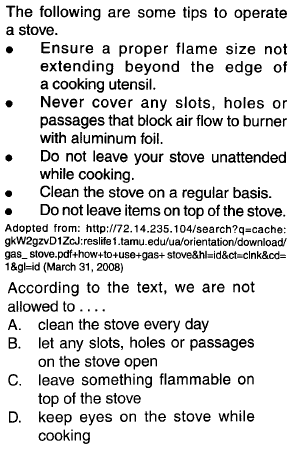 The following are some tips to operate
a stove.
● Ensure a proper flame size not
extending beyond the edge of
a cooking utensil.
● Never cover any slots, holes or
passages that block air flow to burner
with aluminum foil.
● Do not leave your stove unattended
while cooking.
● Clean the stove on a regular basis.
● Do not leave items on top of the stove.
Adopted from: http://72.14.235.104/search?q=cache:
gkW2gzvD1ZcJ:reslife1.tamu.edu/ua/orientation/download/
gas_ stove.pdf+how+to+use+gas+ stove&hl=id&ct=clnk&cd=
1&gl=id (March 31, 2008)
According to the text, we are not
allowed to . . . .
A. clean the stove every day
B. let any slots, holes or passages
on the stove open
C. leave something flammable on
top of the stove
D. keep eyes on the stove while
cooking